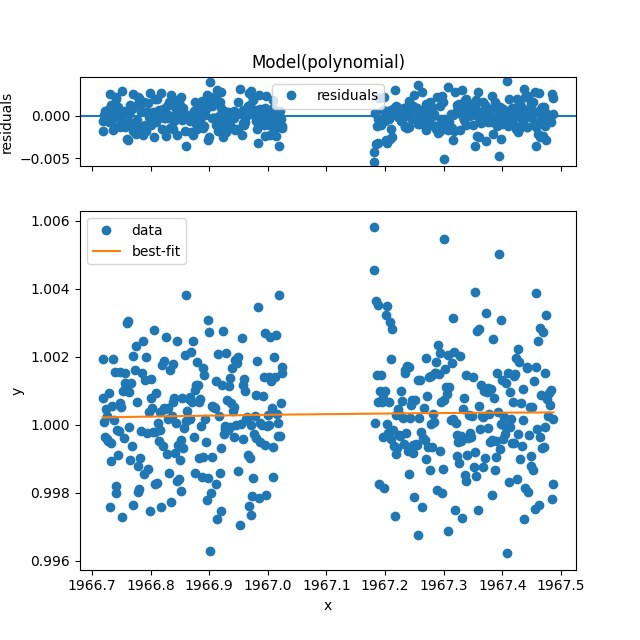 Model(polynomial)
residuals
0.000
−0.005
residuals
1.006
1.004
1.002
1.000
0.998
0.996
y
data
best-fit
1966.7 1966.8 1966.9 1967.0 1967.1 1967.2 1967.3 1967.4 1967.5
x